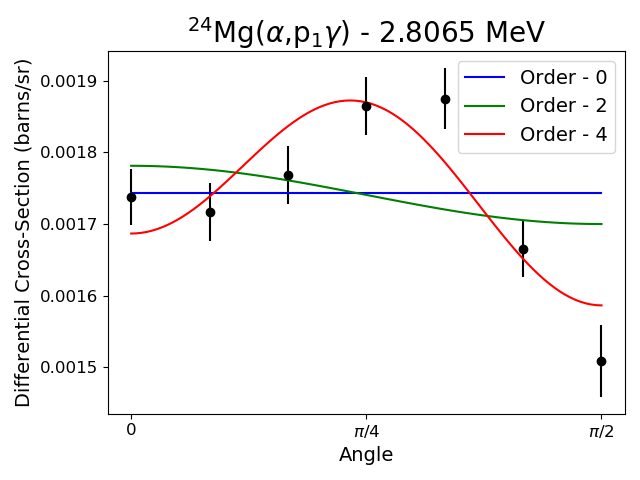 ²⁴Mg(α,p₁γ) - 2.8065 MeV
Differential Cross-Section (barns/sr)
0.0019
0.0018
0.0017
0.0016
0.0015
Order - 0
Order - 2
Order - 4
0
π/4
π/2
Angle